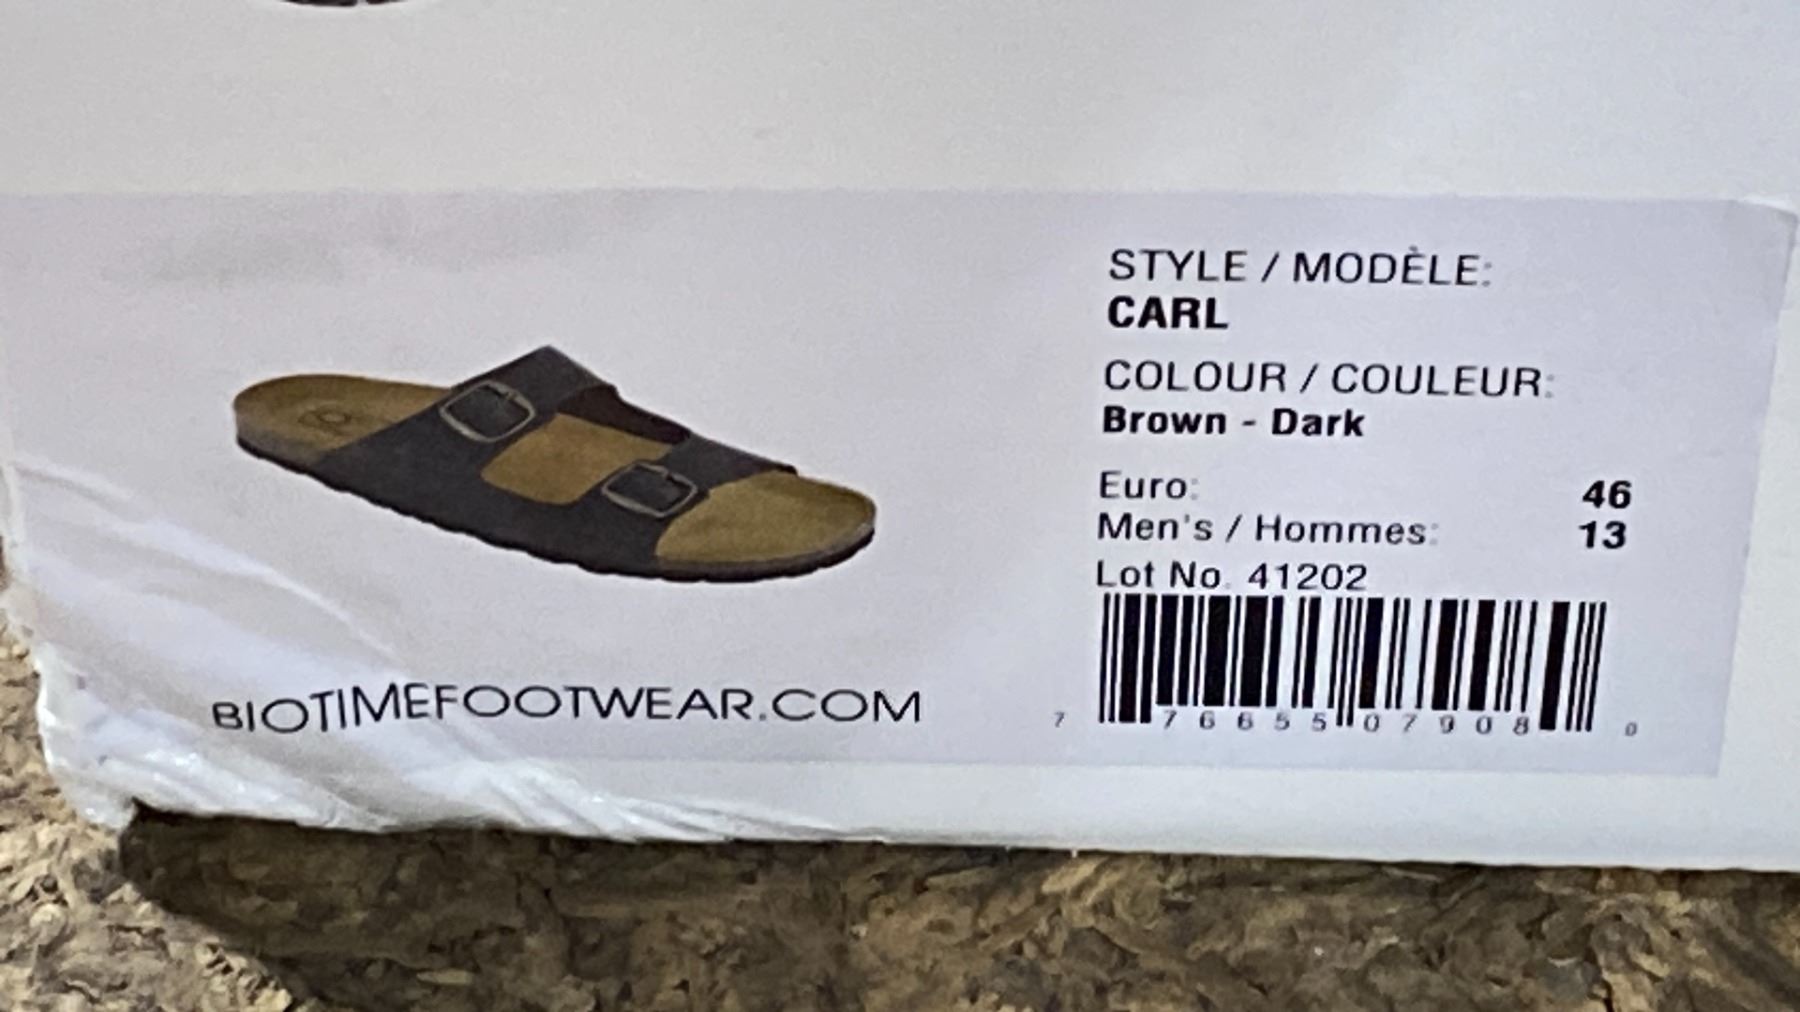 STYLE / MODÈLE:
CARL
COLOUR / COULEUR:
Brown - Dark
Euro: 46
Men's / Hommes: 13
Lot No. 41202
7 76655 07908 0
BIOTIMEFOOTWEAR.COM